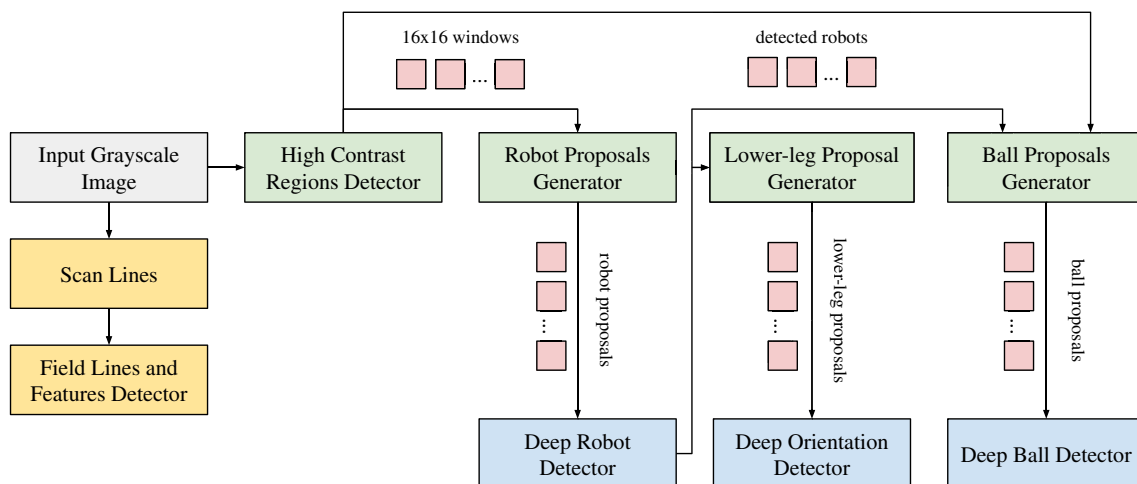 16x16 windows
detected robots
...
...
Input Grayscale
Image
High Contrast
Regions Detector
Robot Proposals
Generator
Lower-leg Proposal
Generator
Ball Proposals
Generator
Scan Lines
Field Lines and
Features Detector
...
robot proposals
...
lower-leg proposals
...
ball proposals
Deep Robot
Detector
Deep Orientation
Detector
Deep Ball Detector